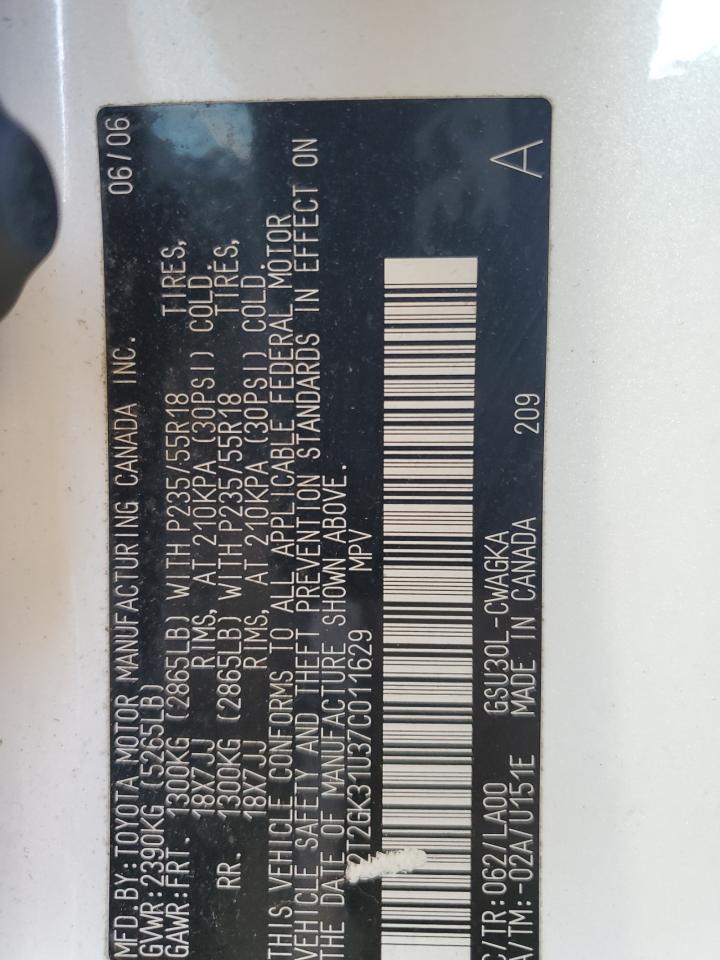 MFD.BY:TOYOTA MOTOR MANUFACTURING CANADA INC. 06/06
GVWR:2390KG (5265LB)
GAWR:FRT. 1300KG (2865LB) WITH P235/55R18 TIRES,
18X7JJ RIMS, AT 210KPA (30PSI) COLD.
RR. 1300KG (2865LB) WITH P235/55R18 TIRES,
18X7JJ RIMS, AT 210KPA (30PSI) COLD.
THIS VEHICLE CONFORMS TO ALL APPLICABLE FEDERAL MOTOR
VEHICLE SAFETY AND THEFT PREVENTION STANDARDS IN EFFECT ON
THE DATE OF MANUFACTURE SHOWN ABOVE.
2T2GK31U37C011629 MPV
C/TR:062/LA00 GSU30L-CWAGKA
A/TM:-02A/U151E MADE IN CANADA 209 A